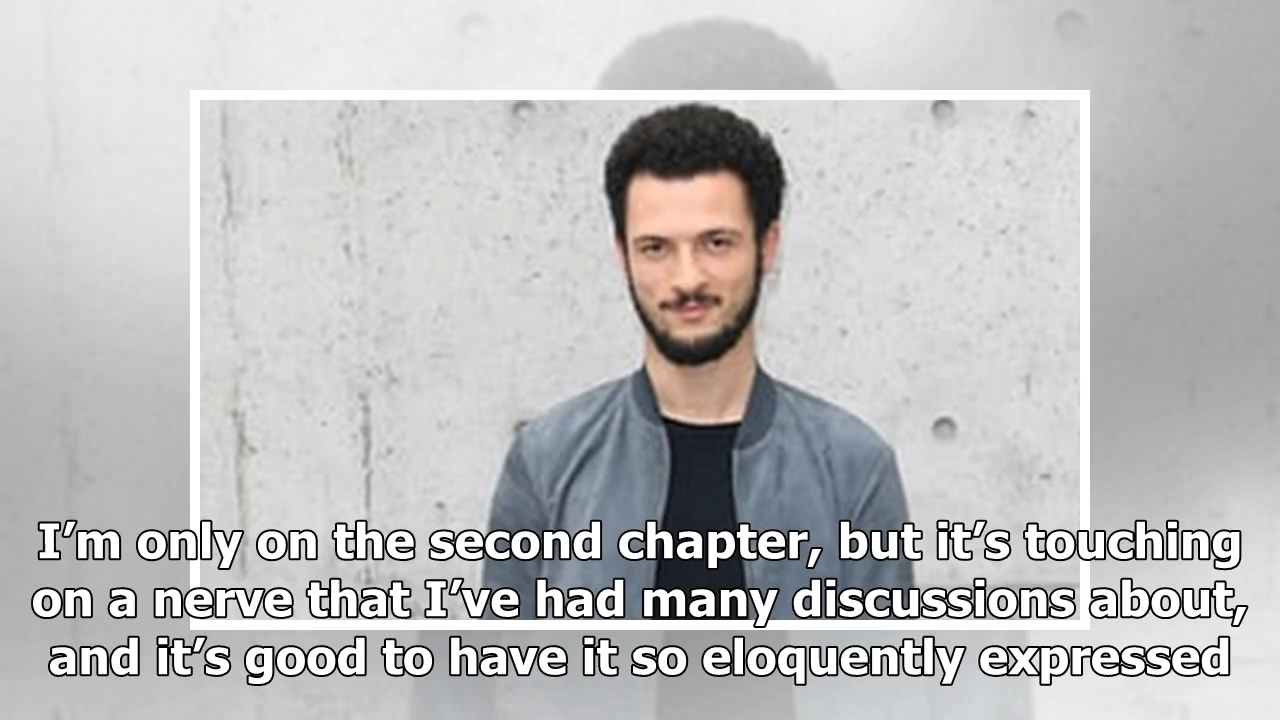 I’m only on the second chapter, but it’s touching
on a nerve that I’ve had many discussions about,
and it’s good to have it so eloquently expressed